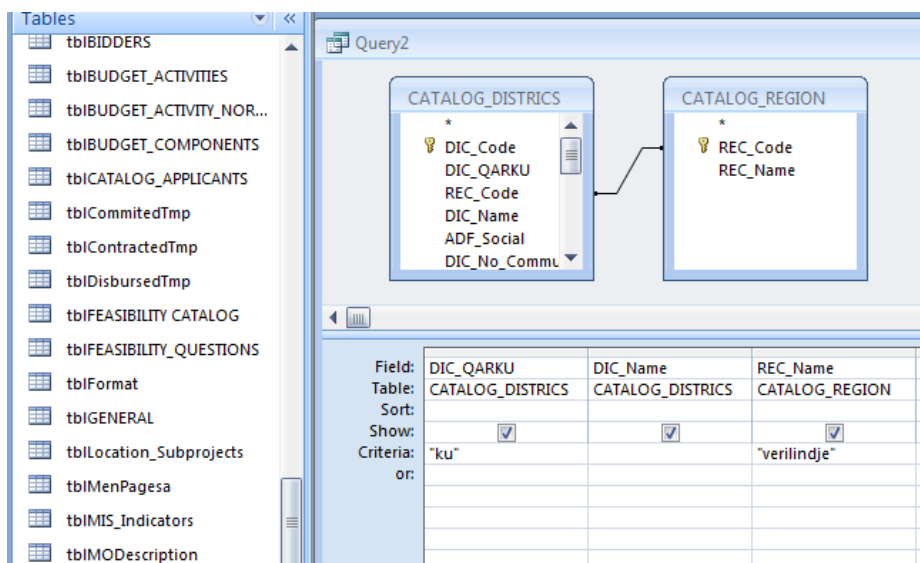 Tables
tblBIDDERS
tblBUDGET_ACTIVITIES
tblBUDGET_ACTIVITY_NOR...
tblBUDGET_COMPONENTS
tblCATALOG_APPLICANTS
tblCommitedTmp
tblContractedTmp
tblDisbursedTmp
tblFEASIBILITY CATALOG
tblFEASIBILITY_QUESTIONS
tblFormat
tblGENERAL
tblLocation_Subprojects
tblMenPagesa
tblMIS_Indicators
tblMODescription
Query2
CATALOG_DISTRICS
*
DIC_Code
DIC_QARKU
REC_Code
DIC_Name
ADF_Social
DIC_No_Commu
CATALOG_REGION
*
REC_Code
REC_Name
Field: DIC_QARKU DIC_Name REC_Name
Table: CATALOG_DISTRICS CATALOG_DISTRICS CATALOG_REGION
Sort:
Show:
Criteria: "ku" "verilindje"
or: